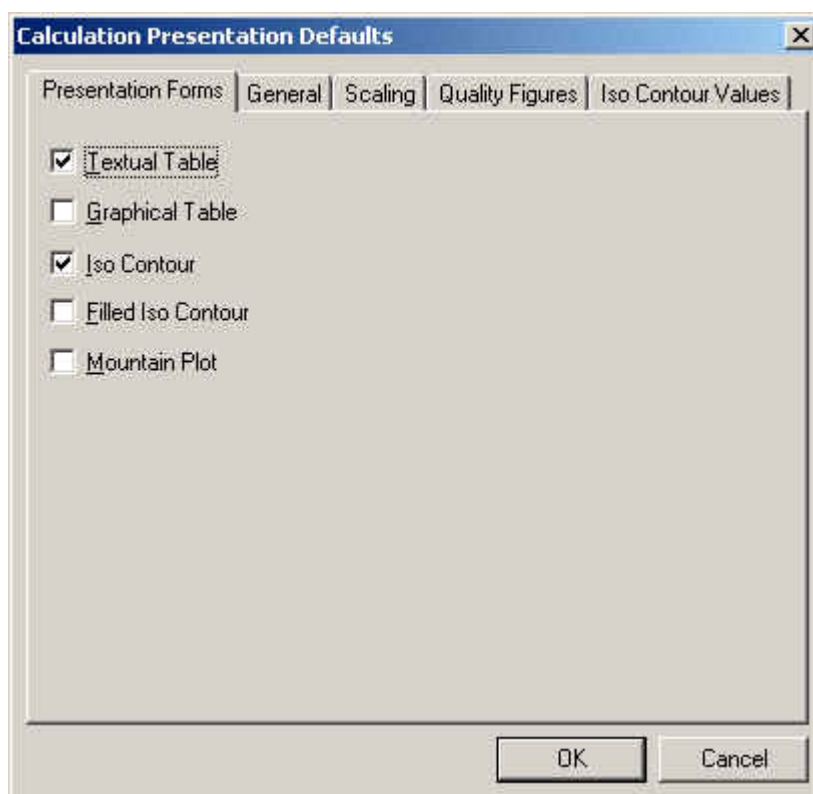 Calculation Presentation Defaults
Presentation Forms General Scaling Quality Figures Iso Contour Values
Textual Table
Graphical Table
Iso Contour
Filled Iso Contour
Mountain Plot
OK Cancel